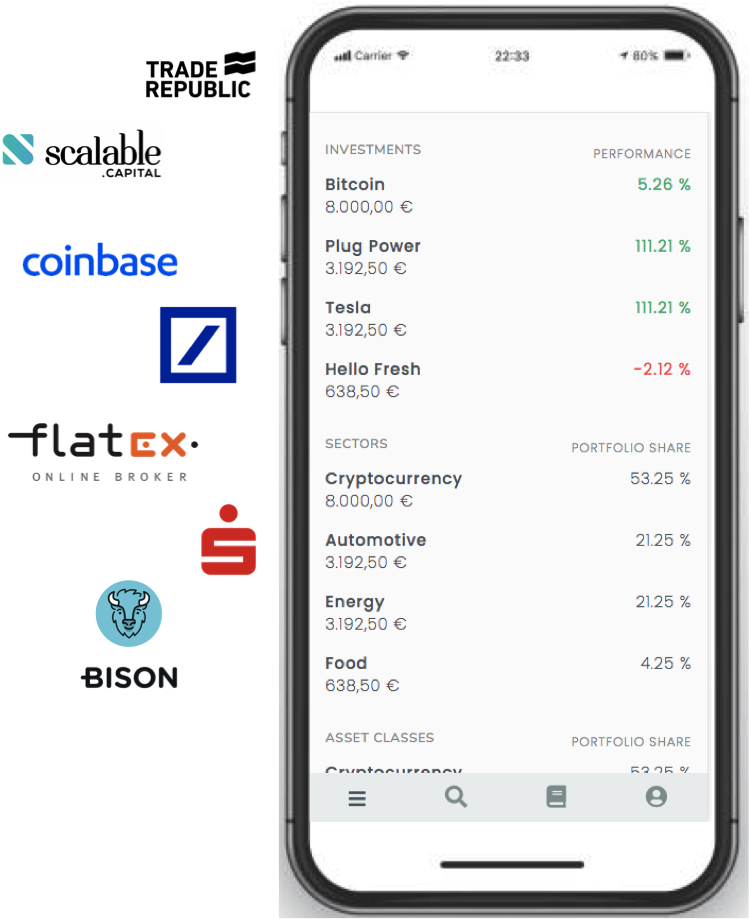 TRADE
REPUBLIC
scalable
.CAPITAL
coinbase
flatex
ONLINE BROKER
BISON
Carrier
22:33
80%
INVESTMENTS
PERFORMANCE
Bitcoin
5.26 %
8.000,00 €
Plug Power
111.21 %
3.192,50 €
Tesla
111.21 %
3.192,50 €
Hello Fresh
-2.12 %
638,50 €
SECTORS
PORTFOLIO SHARE
Cryptocurrency
53.25 %
8.000,00 €
Automotive
21.25 %
3.192,50 €
Energy
21.25 %
3.192,50 €
Food
4.25 %
638,50 €
ASSET CLASSES
PORTFOLIO SHARE
Cryptocurrency
53.25 %